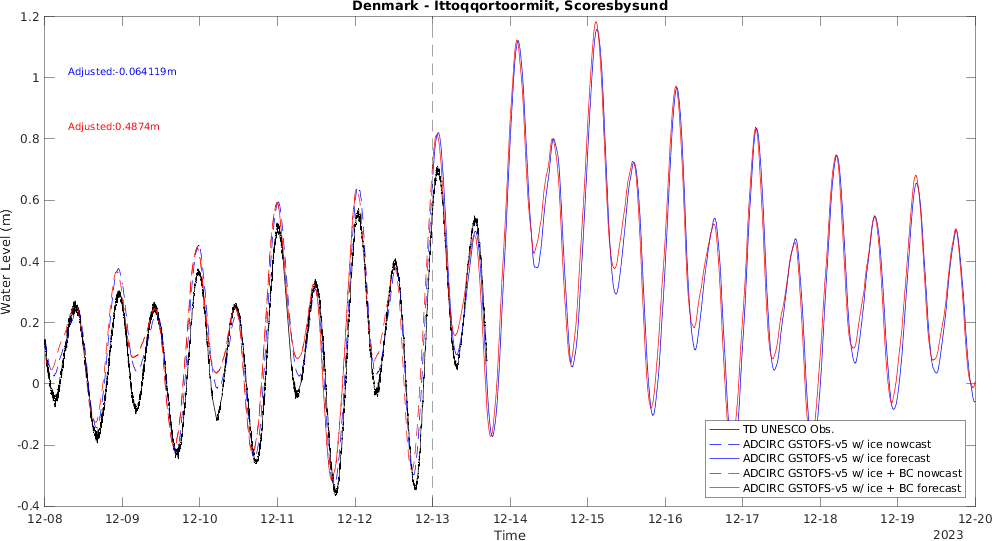 Denmark - Ittoqqortoormiit, Scoresbysund
Water Level (m)
1.2
1
0.8
0.6
0.4
0.2
0
-0.2
-0.4
Adjusted:-0.064119m
Adjusted:0.4874m
TD UNESCO Obs.
ADCIRC GSTOFS-v5 w/ ice nowcast
ADCIRC GSTOFS-v5 w/ ice forecast
ADCIRC GSTOFS-v5 w/ ice + BC nowcast
ADCIRC GSTOFS-v5 w/ ice + BC forecast
12-08 12-09 12-10 12-11 12-12 12-13 12-14 12-15 12-16 12-17 12-18 12-19 12-20
Time
2023